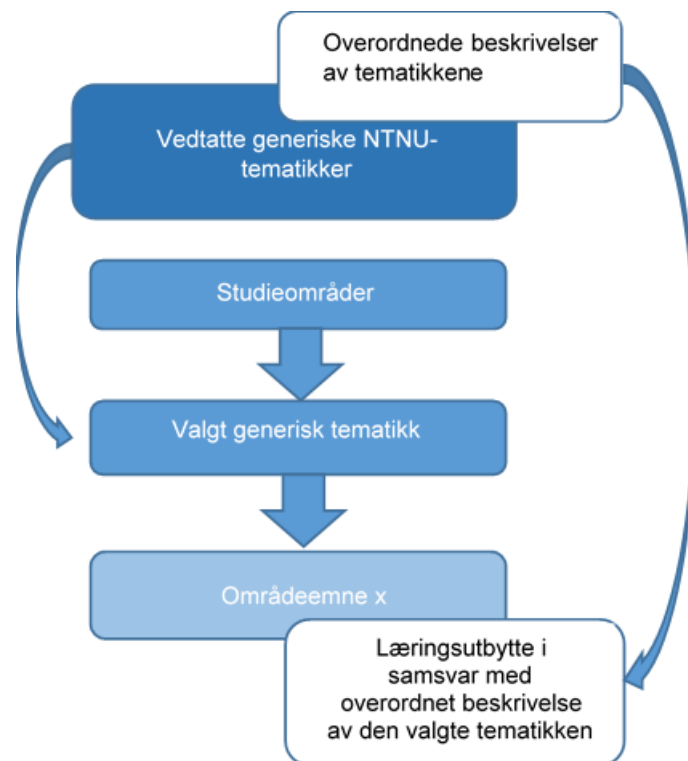 Overordnede beskrivelser
av tematikkene
Vedtatte generiske NTNU-
tematikker
Studieområder
Valgt generisk tematikk
Områdeemne x
Læringsutbytte i
samsvar med
overordnet beskrivelse
av den valgte tematikken